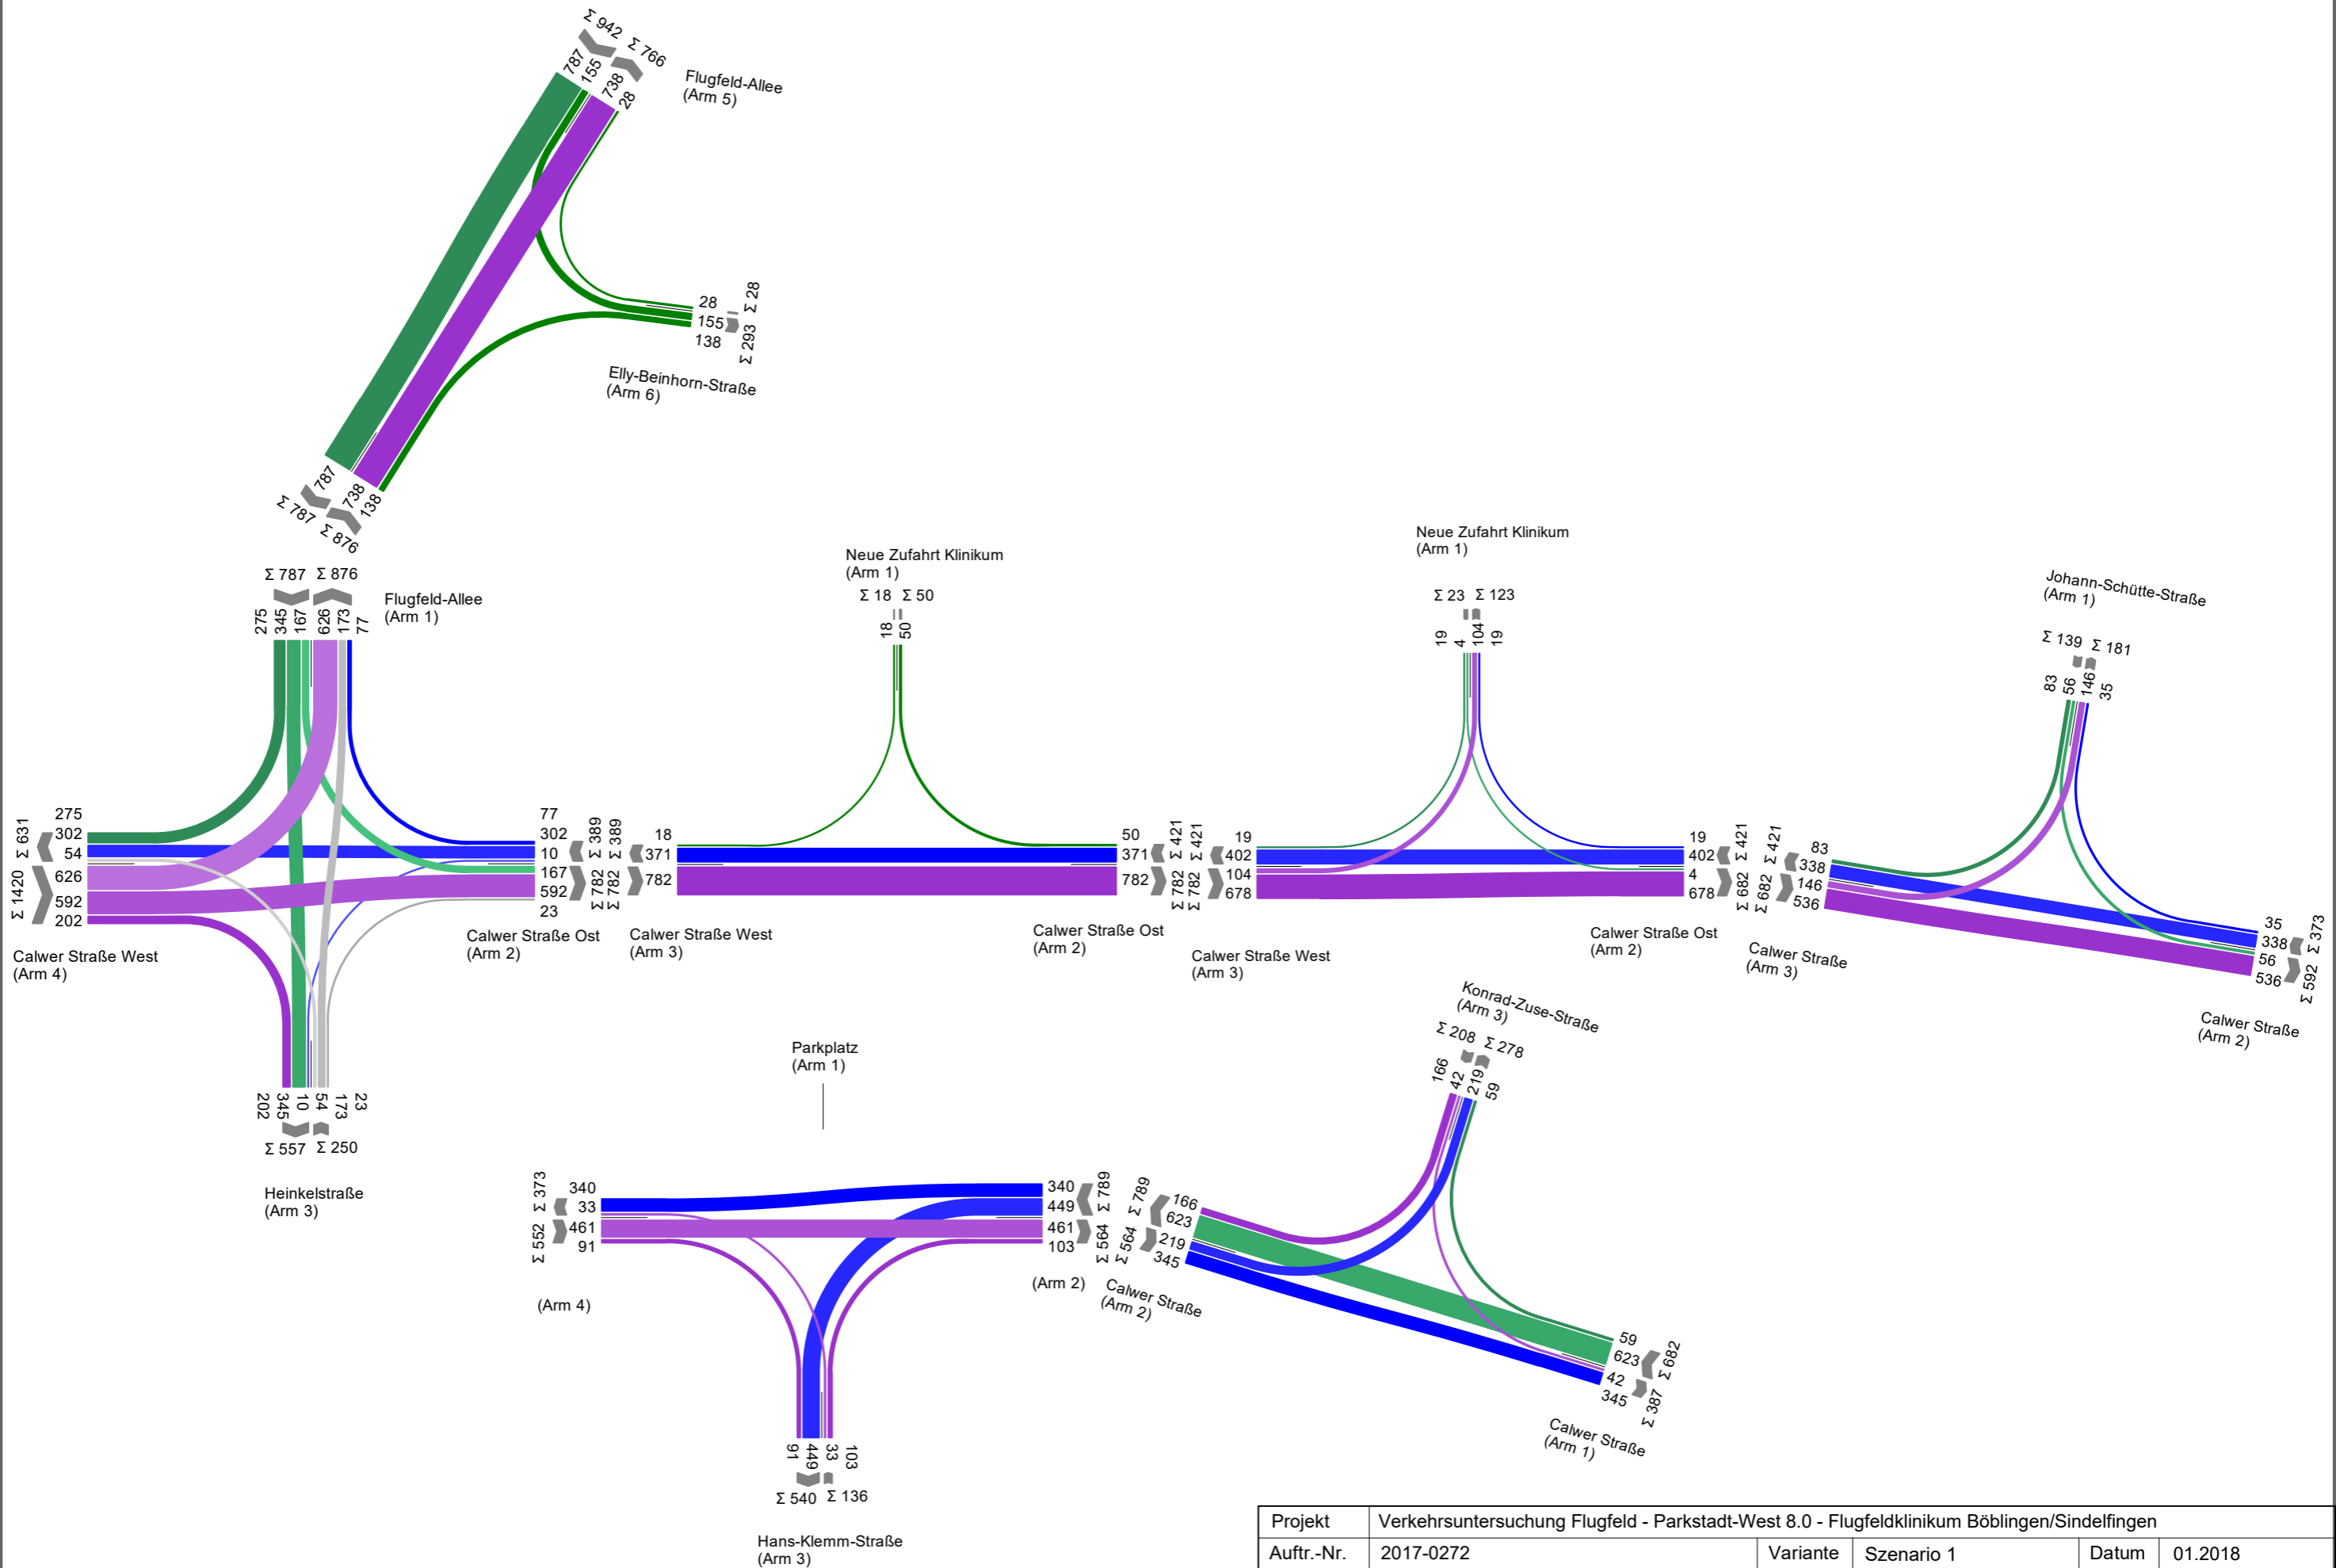 Σ 942
Σ 766
787
155
738
28
Flugfeld-Allee
(Arm 5)
28
155
138
Σ 28
Σ 293
Elly-Beinhorn-Straße
(Arm 6)
787
738
138
Σ 787
Σ 876
Σ 787
Σ 876
275
345
167
626
173
77
Flugfeld-Allee
(Arm 1)
275
302
54
626
592
202
Σ 631
Σ 1420
Calwer Straße West
(Arm 4)
77
302
10
167
592
23
Σ 389
Σ 782
Calwer Straße Ost
(Arm 2)
202
345
10
54
173
23
Σ 557
Σ 250
Heinkelstraße
(Arm 3)
Neue Zufahrt Klinikum
(Arm 1)
Σ 18
Σ 50
18
50
Σ 389
Σ 782
18
371
782
Calwer Straße West
(Arm 3)
50
371
782
Σ 421
Σ 782
Calwer Straße Ost
(Arm 2)
Neue Zufahrt Klinikum
(Arm 1)
Σ 23
Σ 123
19
4
104
19
Σ 421
Σ 782
19
402
104
678
Calwer Straße West
(Arm 3)
19
402
4
678
Σ 421
Σ 682
Calwer Straße Ost
(Arm 2)
Johann-Schütte-Straße
(Arm 1)
Σ 139
Σ 181
83
56
146
35
Σ 421
Σ 682
83
338
146
536
Calwer Straße
(Arm 3)
35
338
56
536
Σ 373
Σ 592
Calwer Straße
(Arm 2)
Parkplatz
(Arm 1)
Σ 373
Σ 552
340
33
461
91
(Arm 4)
340
449
461
103
Σ 789
Σ 564
(Arm 2)
91
449
33
103
Σ 540
Σ 136
Hans-Klemm-Straße
(Arm 3)
Konrad-Zuse-Straße
(Arm 3)
Σ 208
Σ 278
166
42
219
59
Σ 789
Σ 564
166
623
219
345
Calwer Straße
(Arm 2)
59
623
42
345
Σ 682
Σ 387
Calwer Straße
(Arm 1)
Projekt Verkehrsuntersuchung Flugfeld - Parkstadt-West 8.0 - Flugfeldklinikum Böblingen/Sindelfingen
Auftr.-Nr. 2017-0272 Variante Szenario 1 Datum 01.2018